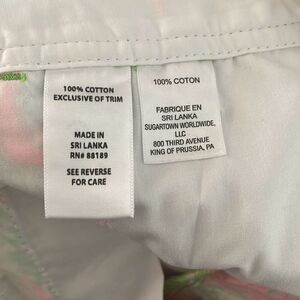 100% COTTON
EXCLUSIVE OF TRIM
MADE IN
SRI LANKA
RN# 88189
SEE REVERSE
FOR CARE
100% COTON
FABRIQUE EN
SRI LANKA
SUGARTOWN WORLDWIDE,
LLC
800 THIRD AVENUE
KING OF PRUSSIA, PA